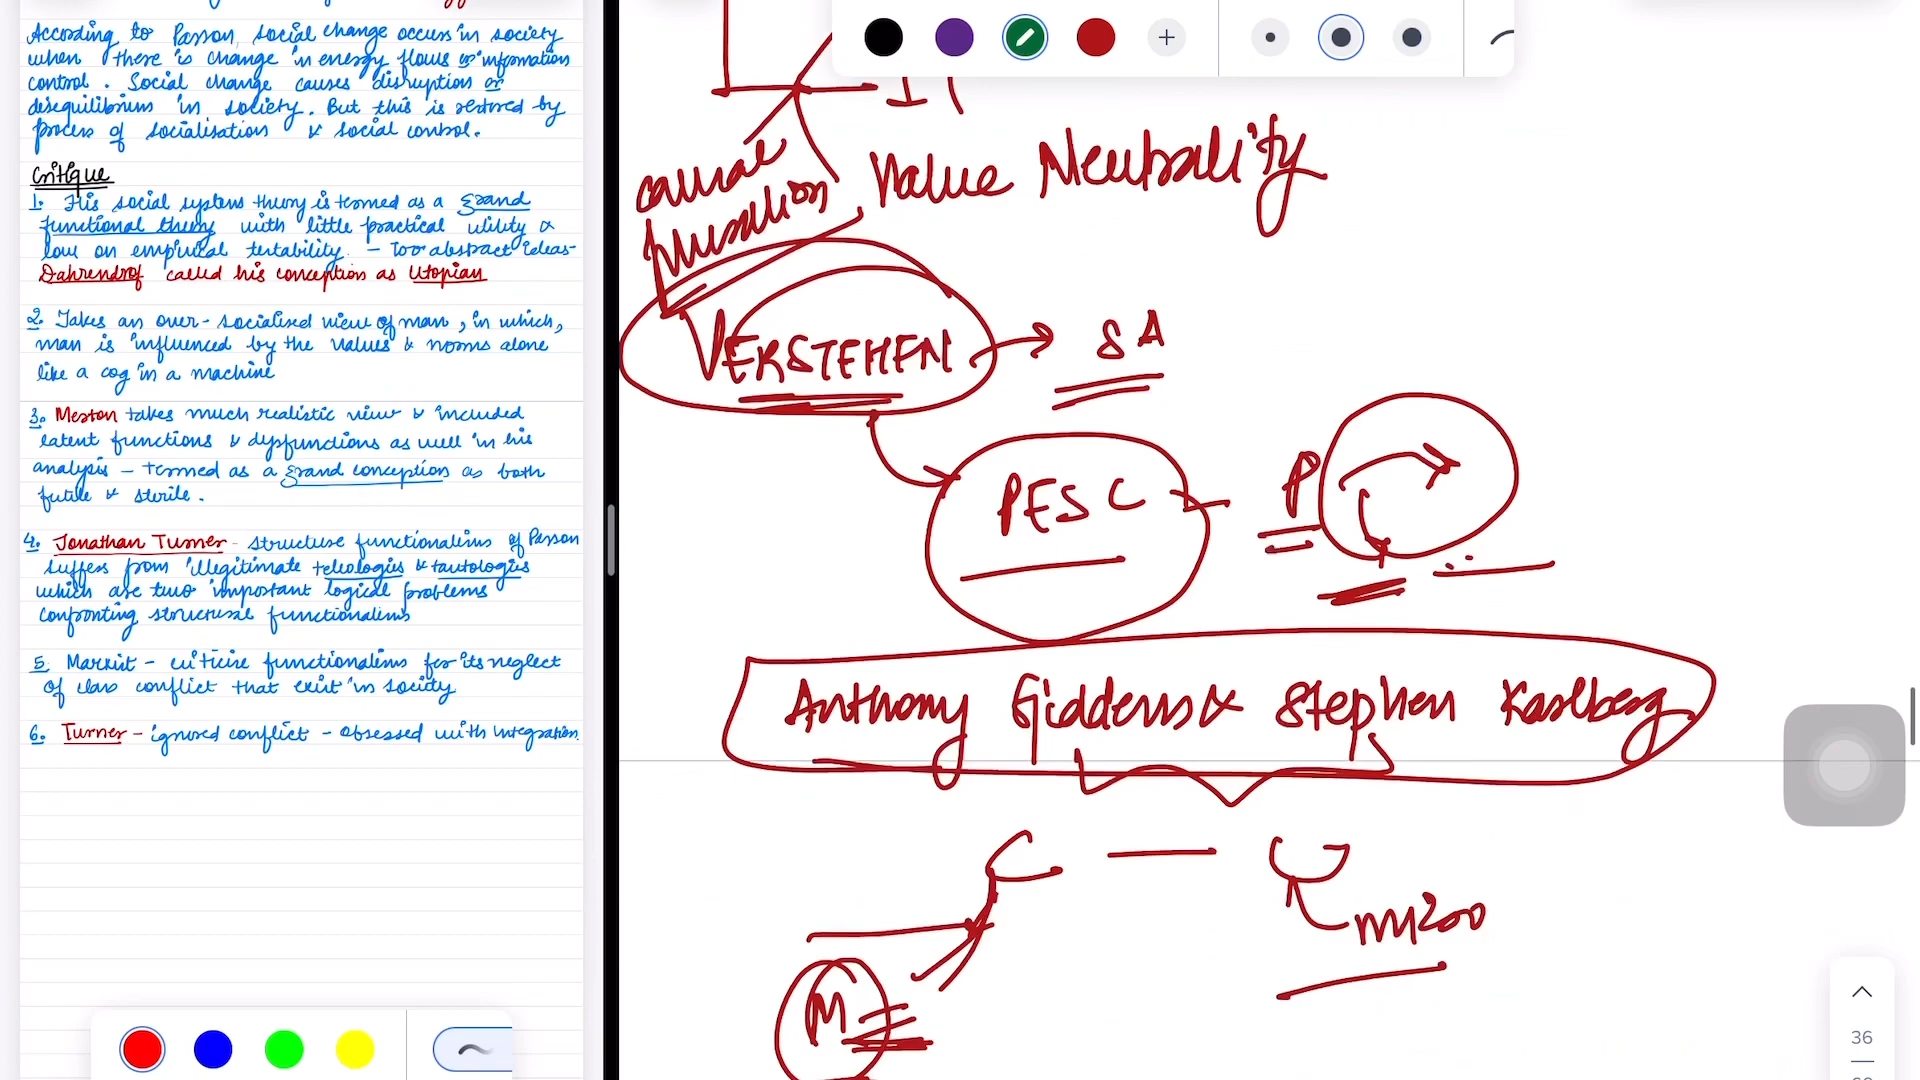 According to Parson, social change occurs in society
when there is change in energy flows or information
control. Social change causes disruption or
desequilibrium in society. But this is restored by
process of socialisation & social control.
Critique
1. His social system theory is termed as a grand
functional theory with little practical utility &
low on empirical testability. - Too abstract ideas-
Dahrendrof called his conception as Utopian
2. Takes an over-socialised view of man, in which,
man is influenced by the values & norms alone
like a cog in a machine
3. Merton takes much realistic view & included
latent functions & dysfunctions as well in his
analysis - termed as a grand conception as both
futile & sterile.
4. Jonathan Turner - structure functionalism of Parson
suffers from illegitimate teleologies & tautologies
which are two important logical problems
confronting structural functionalism
5. Marxist - criticise functionalism for its neglect
of class conflict that exist in society
6. Turner - ignored conflict - obsessed with integration.
IT
causal
Value Neutrality
VERSTEHEN → SA
PESC
P
Anthony Giddens & Stephen Kalberg
C
M
36